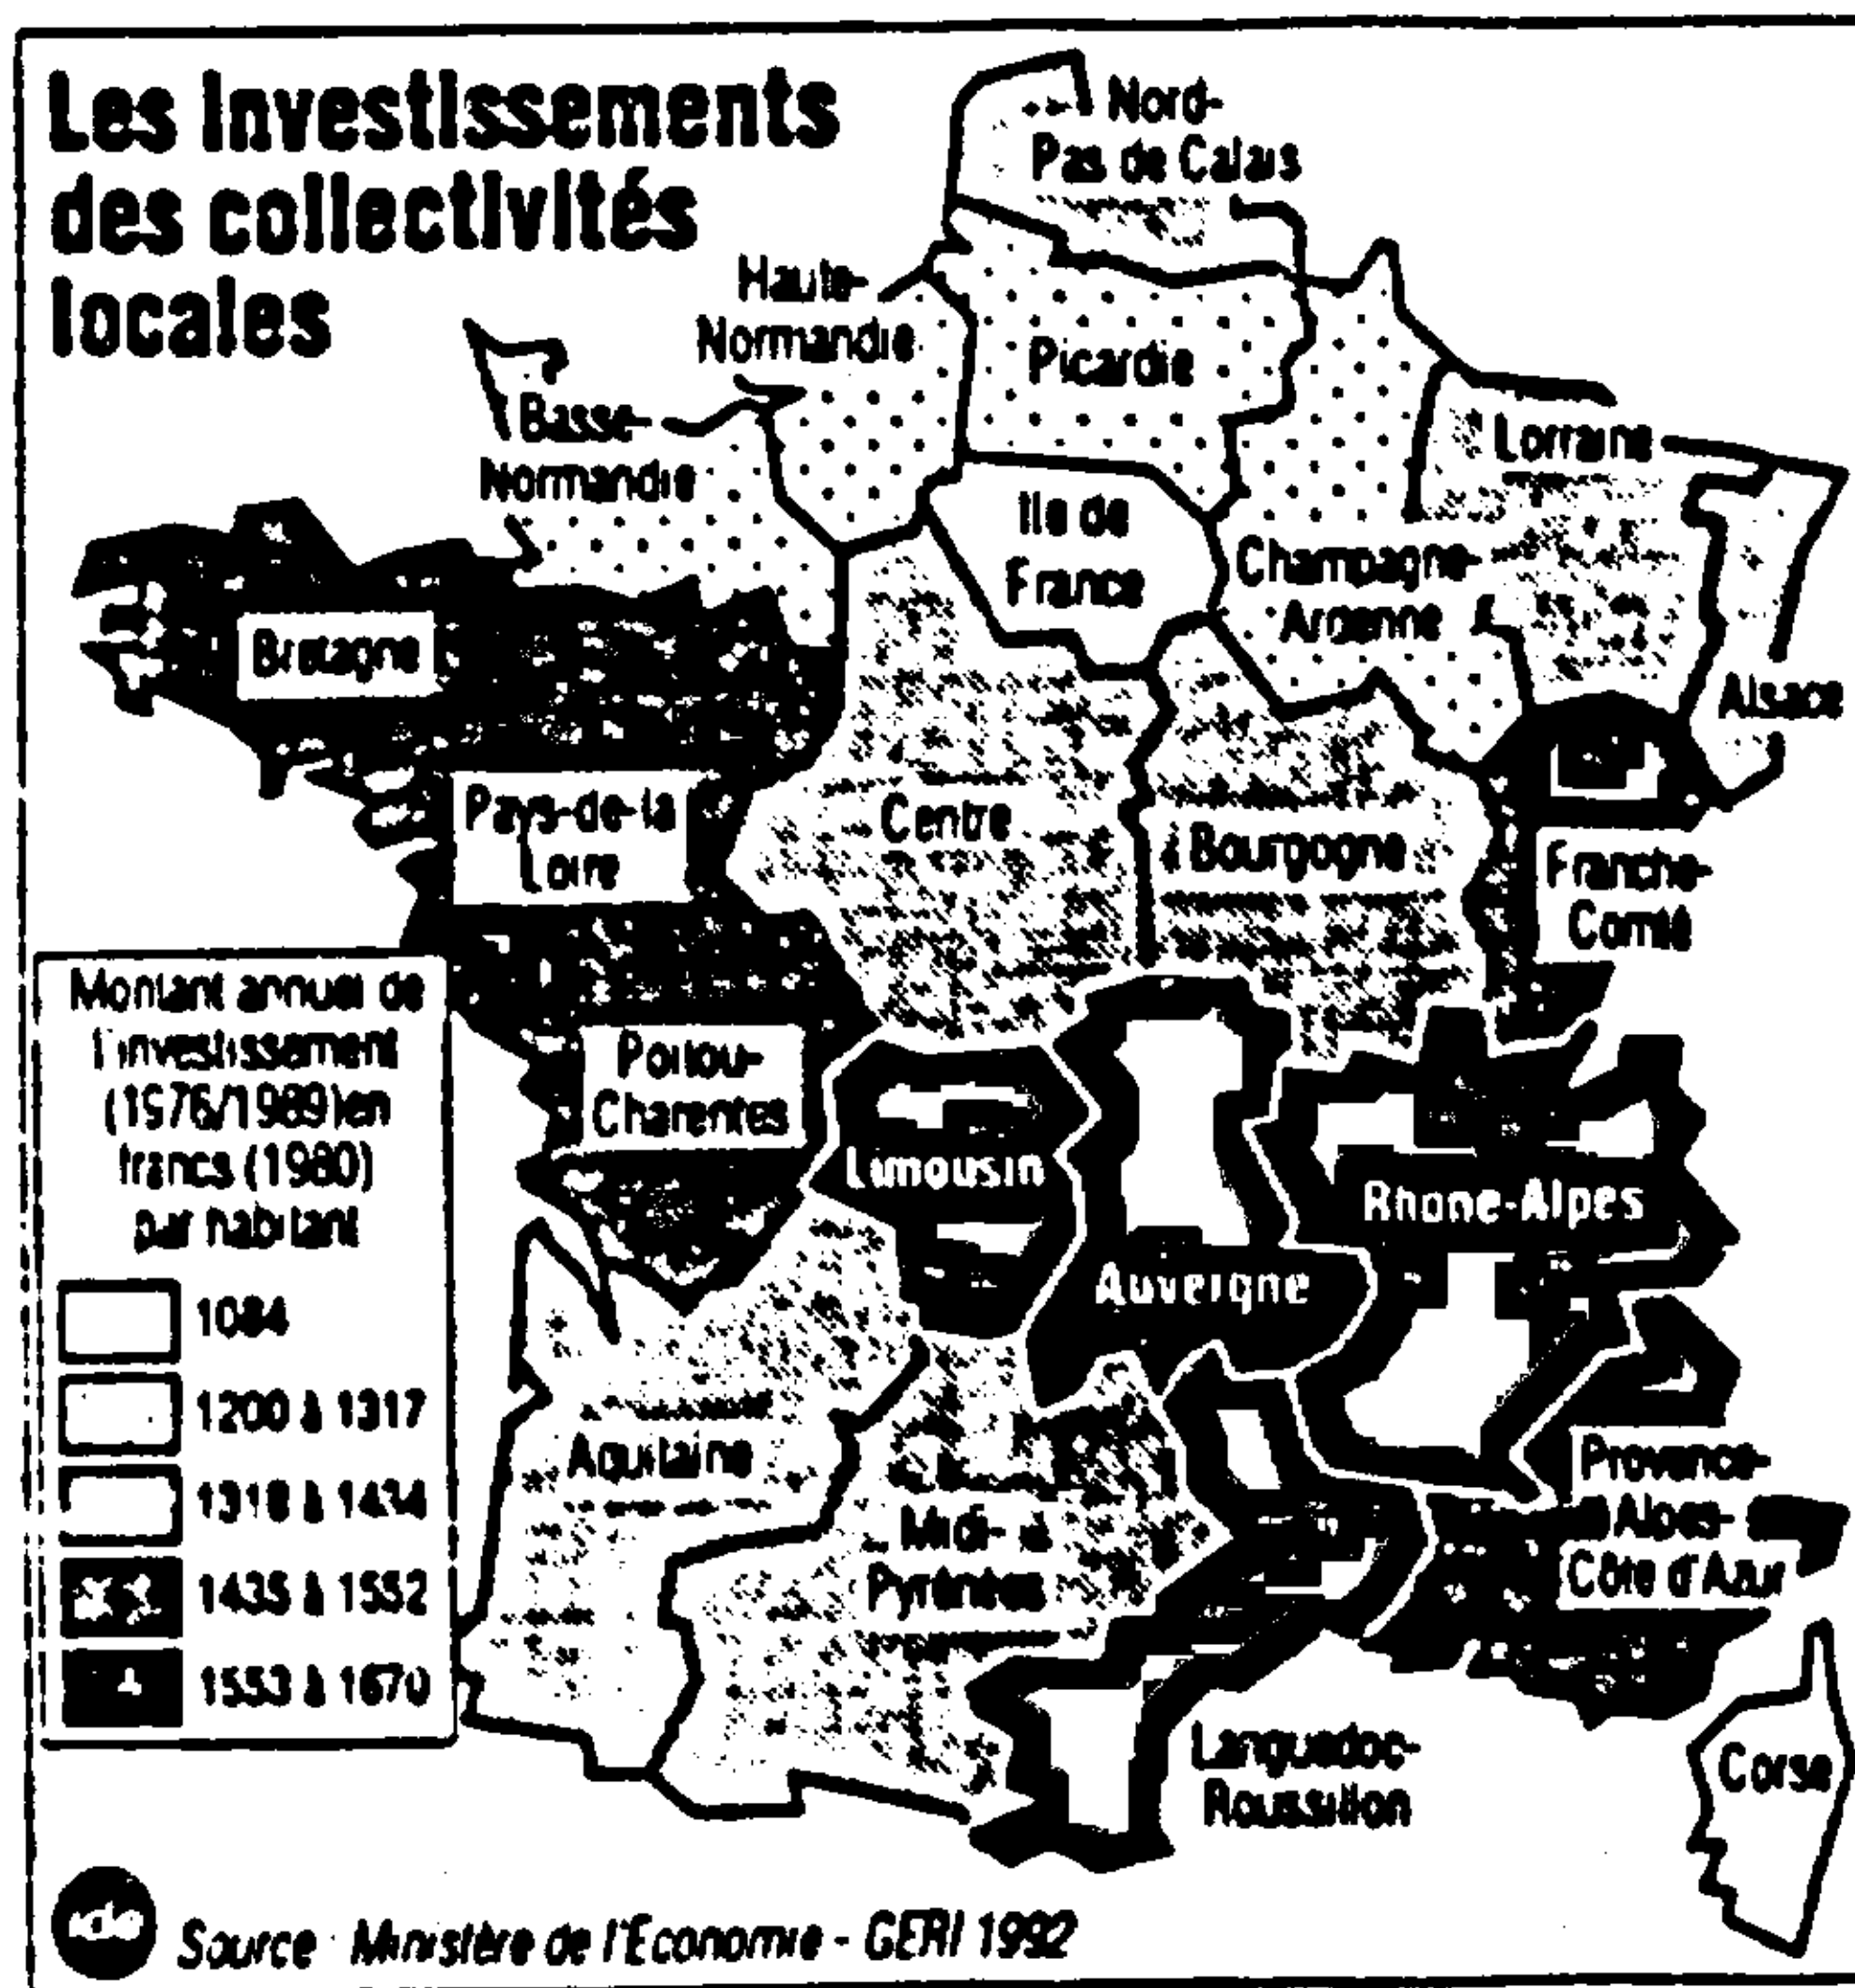 Les investissements
des collectivités
locales
Nord-
Pas de Calais
Haute-
Normandie
Picardie
Basse-
Normandie
Lorraine
Ile de
France
Champagne-
Ardenne
Alsace
Bretagne
Pays-de-la
Loire
Centre
Bourgogne
Franche-
Comté
Montant annuel de
l'investissement
(1976/1989) en
francs (1980)
par habitant
1084
1200 à 1317
1318 à 1434
1435 à 1552
1553 à 1670
Poitou-
Charentes
Limousin
Rhone-Alpes
Auvergne
Aquitaine
Midi-
Pyrénées
Provence-
Alpes-
Côte d'Azur
Languedoc-
Roussillon
Corse
Source : Ministère de l'Economie - GERI 1992